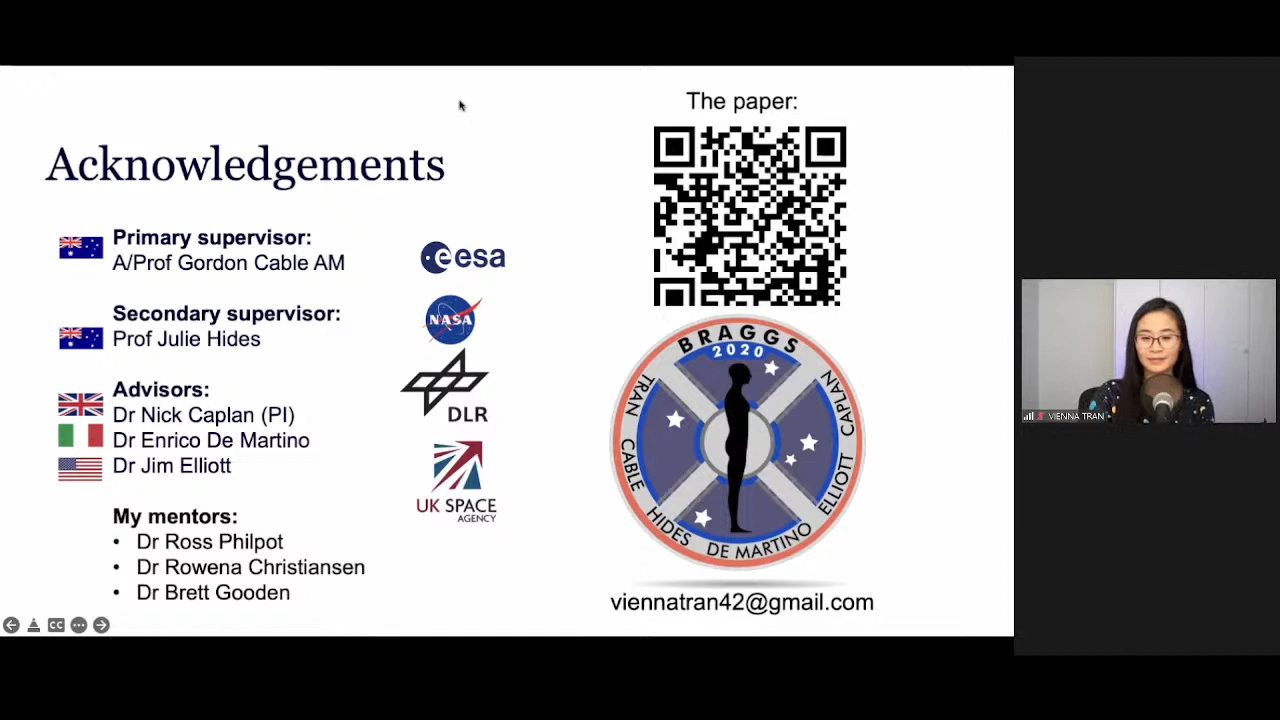 The paper:
Acknowledgements
Primary supervisor:
A/Prof Gordon Cable AM
Secondary supervisor:
Prof Julie Hides
Advisors:
Dr Nick Caplan (PI)
Dr Enrico De Martino
Dr Jim Elliott
My mentors:
• Dr Ross Philpot
• Dr Rowena Christiansen
• Dr Brett Gooden
esa
NASA
DLR
UK SPACE
AGENCY
BRAGGS
2020
TRAN
CABLE
HIDES
DE MARTINO
ELLIOTT
CAPLAN
viennatran42@gmail.com
CC
VIENNA TRAN